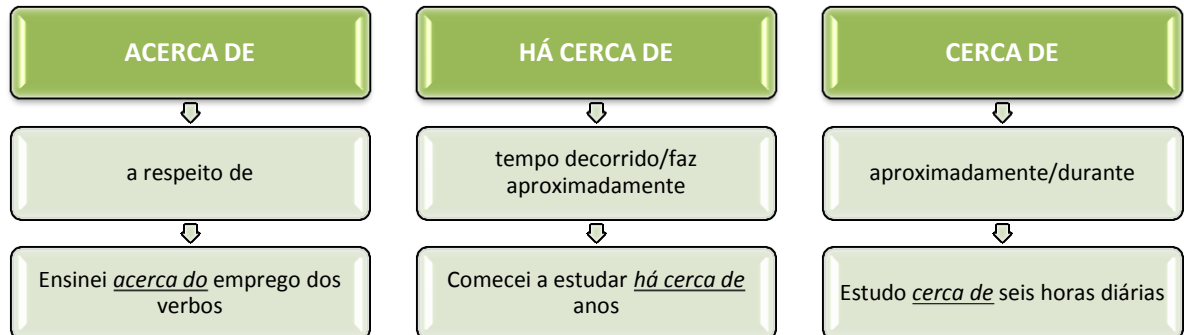 ACERCA DE
a respeito de
Ensinei acerca do emprego dos
verbos
HÁ CERCA DE
tempo decorrido/faz
aproximadamente
Comecei a estudar há cerca de
anos
CERCA DE
aproximadamente/durante
Estudo cerca de seis horas diárias